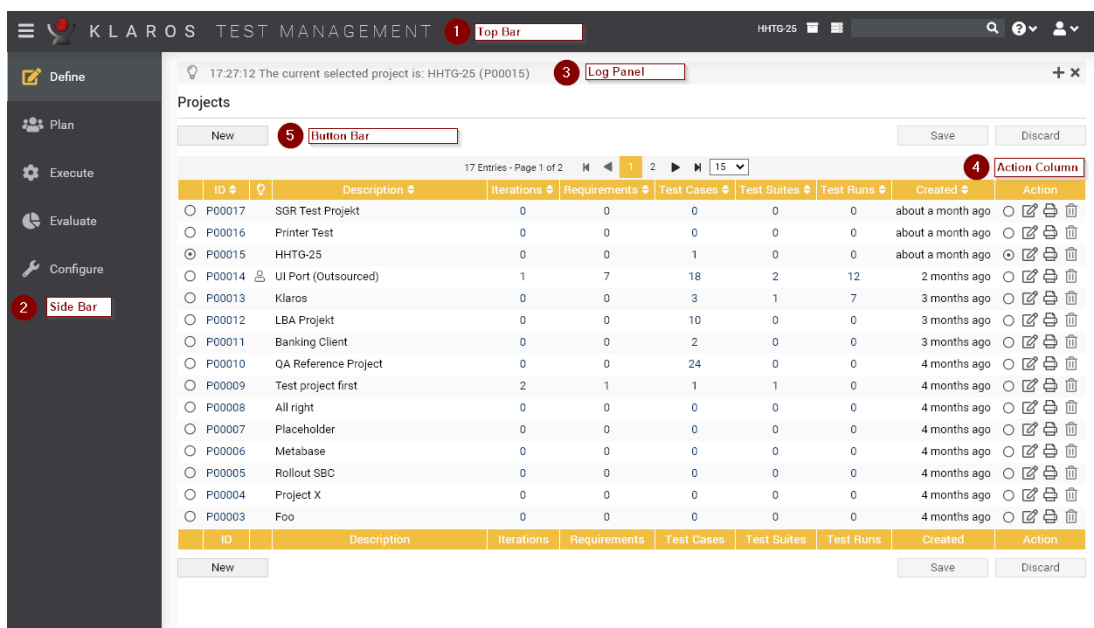 KLAROS TEST MANAGEMENT 1 Top Bar HHTG-25
Define
17:27:12 The current selected project is: HHTG-25 (P00015) 3 Log Panel
Projects
Plan
New 5 Button Bar Save Discard
17 Entries - Page 1 of 2 1 2 15 4 Action Column
Execute
ID Description Iterations Requirements Test Cases Test Suites Test Runs Created Action
P00017 SGR Test Projekt 0 0 0 0 0 about a month ago
Evaluate
P00016 Printer Test 0 0 0 0 0 about a month ago
P00015 HHTG-25 0 0 1 0 0 about a month ago
Configure
P00014 UI Port (Outsourced) 1 7 18 2 12 2 months ago
P00013 Klaros 0 0 3 1 7 3 months ago
2 Side Bar
P00012 LBA Projekt 0 0 10 0 0 3 months ago
P00011 Banking Client 0 0 2 0 0 3 months ago
P00010 QA Reference Project 0 0 24 0 0 4 months ago
P00009 Test project first 2 1 1 1 0 4 months ago
P00008 All right 0 0 0 0 0 4 months ago
P00007 Placeholder 0 0 0 0 0 4 months ago
P00006 Metabase 0 0 0 0 0 4 months ago
P00005 Rollout SBC 0 0 0 0 0 4 months ago
P00004 Project X 0 0 0 0 0 4 months ago
P00003 Foo 0 0 0 0 0 4 months ago
ID Description Iterations Requirements Test Cases Test Suites Test Runs Created Action
New Save Discard